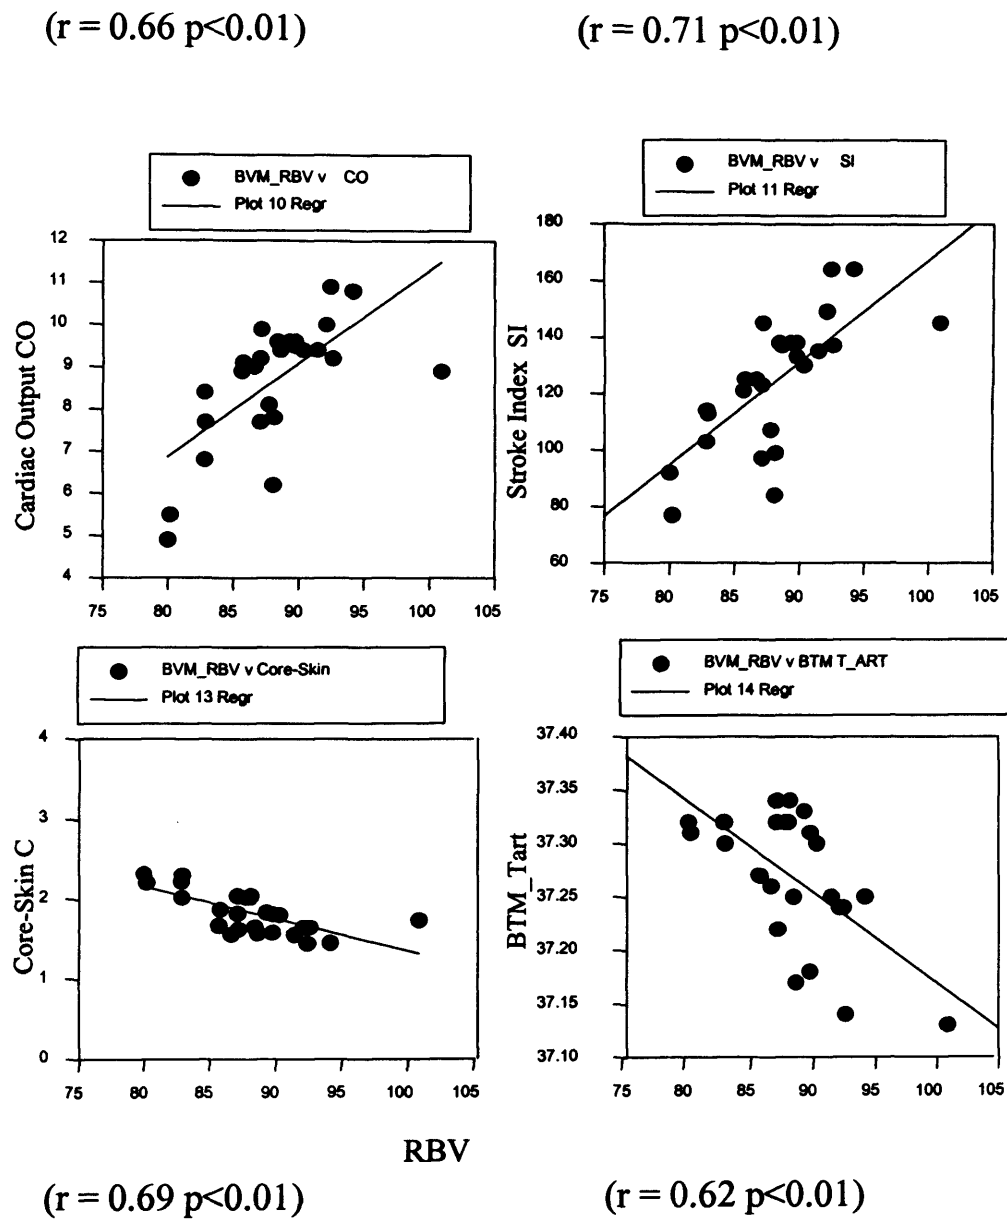 (r = 0.66 p<0.01)
(r = 0.71 p<0.01)
BVM_RBV v CO
Plot 10 Regr
12
11
10
9
8
7
6
5
4
Cardiac Output CO
75 80 85 90 95 100 105
BVM_RBV v SI
Plot 11 Regr
180
160
140
120
100
80
60
Stroke Index SI
75 80 85 90 95 100 105
BVM_RBV v Core-Skin
Plot 13 Regr
4
3
2
1
0
Core-Skin C
75 80 85 90 95 100 105
BVM_RBV v BTM T_ART
Plot 14 Regr
37.40
37.35
37.30
37.25
37.20
37.15
37.10
BTM_Tart
75 80 85 90 95 100 105
RBV
(r = 0.69 p<0.01)
(r = 0.62 p<0.01)